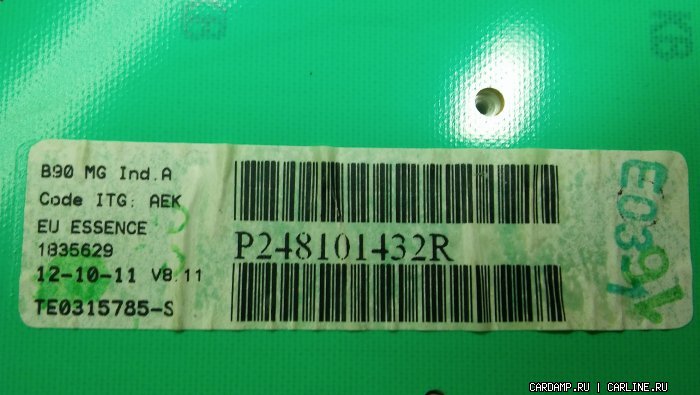 B90 MG Ind.A
Code ITG: AEK
EU ESSENCE
1835629
12-10-11 V8.11
TE0315785-S
P248101432R
CARDAMP.RU | CARLINE.RU